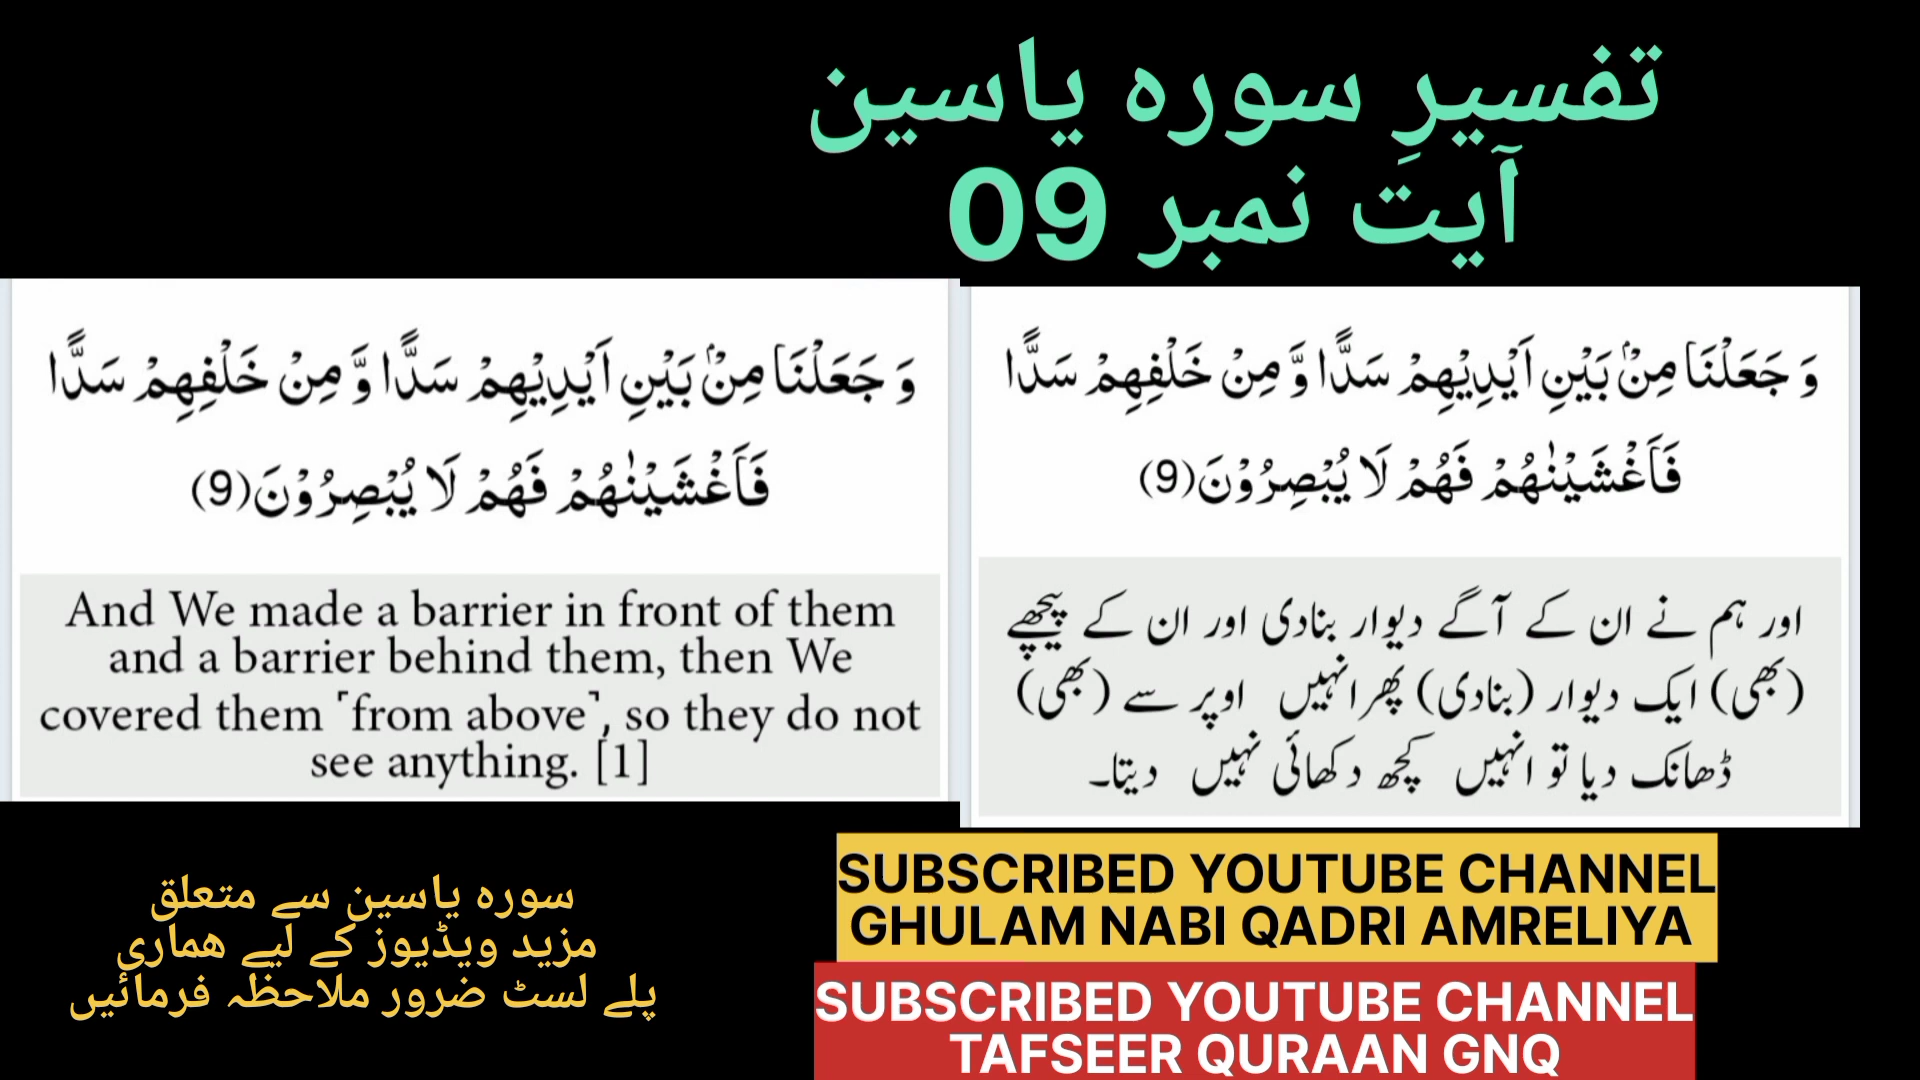 تفسیرِ سورہ یاسین
آیَت نمبر 09
وَ جَعَلْنَا مِنْۢ بَیْنِ اَیْدِیْهِمْ سَدًّا وَّ مِنْ خَلْفِهِمْ سَدًّا
فَاَغْشَیْنٰهُمْ فَهُمْ لَا یُبْصِرُوْنَ(9)
And We made a barrier in front of them
and a barrier behind them, then We
covered them ⌜from above⌝, so they do not
see anything. [1]
وَ جَعَلْنَا مِنْۢ بَیْنِ اَیْدِیْهِمْ سَدًّا وَّ مِنْ خَلْفِهِمْ سَدًّا
فَاَغْشَیْنٰهُمْ فَهُمْ لَا یُبْصِرُوْنَ(9)
اور ہم نے ان کے آگے دیوار بنادی اور ان کے پیچھے
(بھی) ایک دیوار (بنادی) پھر انہیں اوپر سے (بھی)
ڈھانک دیا تو انہیں کچھ دکھائی نہیں دیتا۔
سورہ یاسین سے متعلق
مزید ویڈیوز کے لیے ھماری
پلے لسٹ ضرور ملاحظہ فرمائیں
SUBSCRIBED YOUTUBE CHANNEL
GHULAM NABI QADRI AMRELIYA
SUBSCRIBED YOUTUBE CHANNEL
TAFSEER QURAAN GNQ